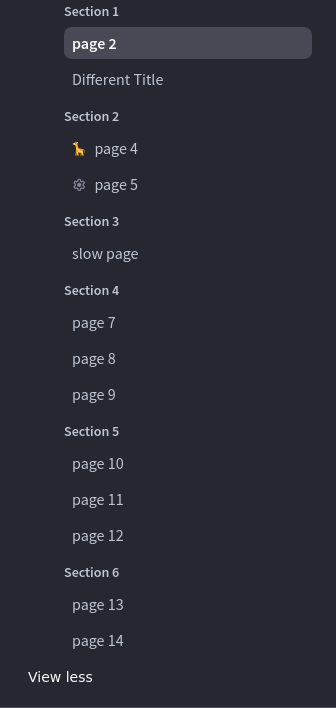 Section 1
page 2
Different Title
Section 2
page 4
page 5
Section 3
slow page
Section 4
page 7
page 8
page 9
Section 5
page 10
page 11
page 12
Section 6
page 13
page 14
View less